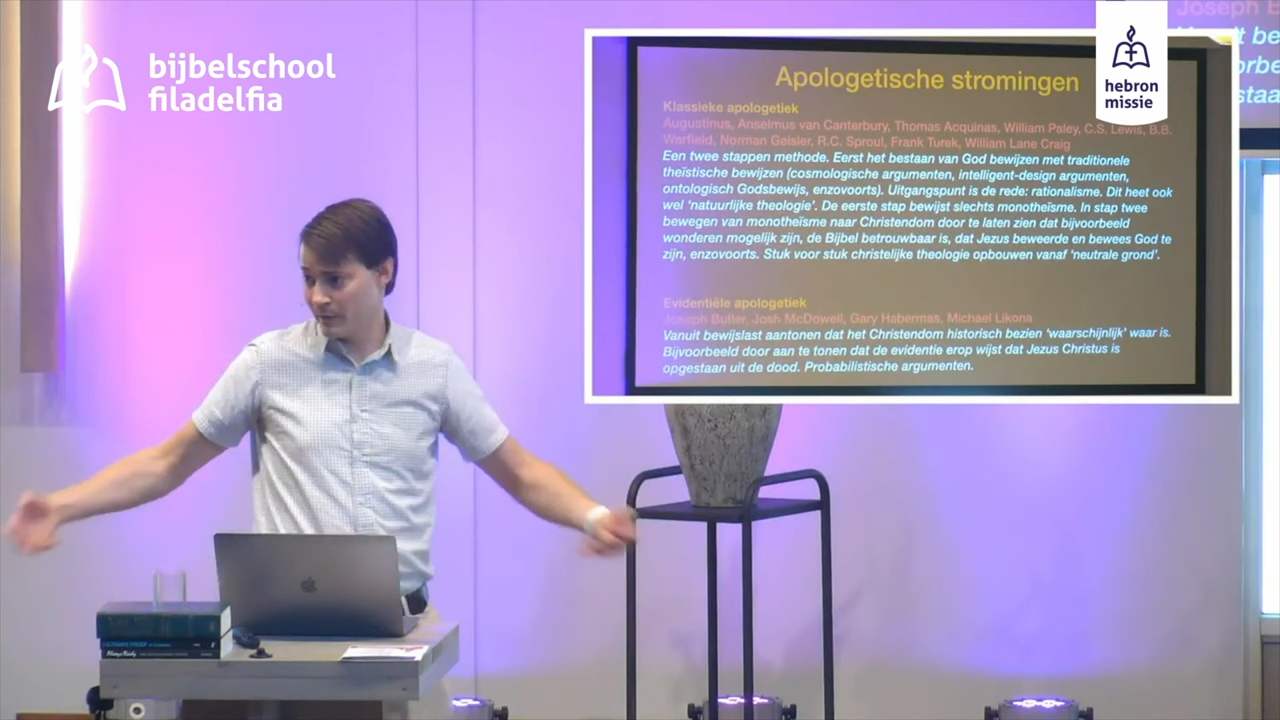 bijbelschool
filadelfia
hebron
missie
Joseph B
Apologetische stromingen
Klassieke apologetiek
Augustinus, Anselmus van Canterbury, Thomas Acquinas, William Paley, C.S. Lewis, B.B.
Warfield, Norman Geisler, R.C. Sproul, Frank Turek, William Lane Craig
Een twee stappen methode. Eerst het bestaan van God bewijzen met traditionele
theïstische bewijzen (cosmologische argumenten, intelligent-design argumenten,
ontologisch Godsbewijs, enzovoorts). Uitgangspunt is de rede: rationalisme. Dit heet ook
wel ‘natuurlijke theologie’. De eerste stap bewijst slechts monotheïsme. In stap twee
bewegen van monotheïsme naar Christendom door te laten zien dat bijvoorbeeld
wonderen mogelijk zijn, de Bijbel betrouwbaar is, dat Jezus beweerde en bewees God te
zijn, enzovoorts. Stuk voor stuk christelijke theologie opbouwen vanaf ‘neutrale grond’.
Evidentiële apologetiek
Joseph Butler, Josh McDowell, Gary Habermas, Michael Likona
Vanuit bewijslast aantonen dat het Christendom historisch bezien ‘waarschijnlijk’ waar is.
Bijvoorbeeld door aan te tonen dat de evidentie erop wijst dat Jezus Christus is
opgestaan uit de dood. Probabilistische argumenten.
Always Ready